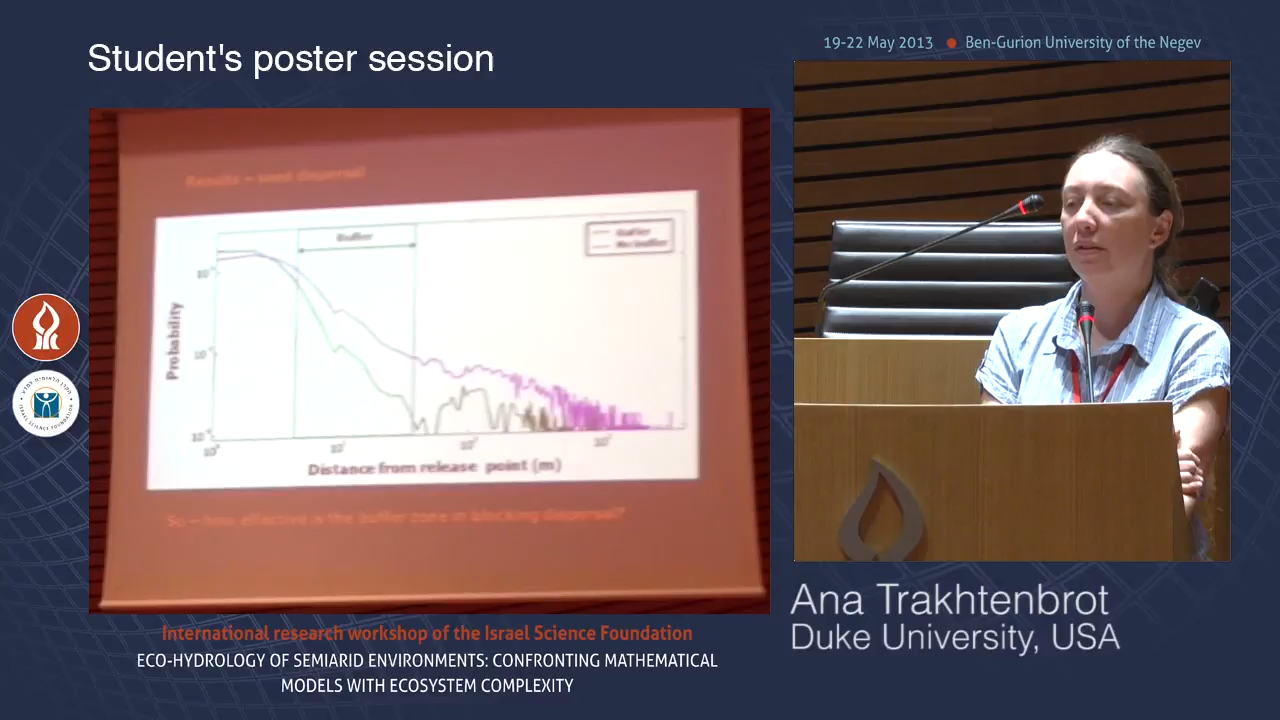 Student's poster session
19-22 May 2013 ● Ben-Gurion University of the Negev
Results – seed dispersal
Buffer
Buffer
No buffer
Probability
Distance from release point (m)
So – how effective is the buffer zone in blocking dispersal?
ISRAEL SCIENCE FOUNDATION
Ana Trakhtenbrot
Duke University, USA
International research workshop of the Israel Science Foundation
ECO-HYDROLOGY OF SEMIARID ENVIRONMENTS: CONFRONTING MATHEMATICAL
MODELS WITH ECOSYSTEM COMPLEXITY